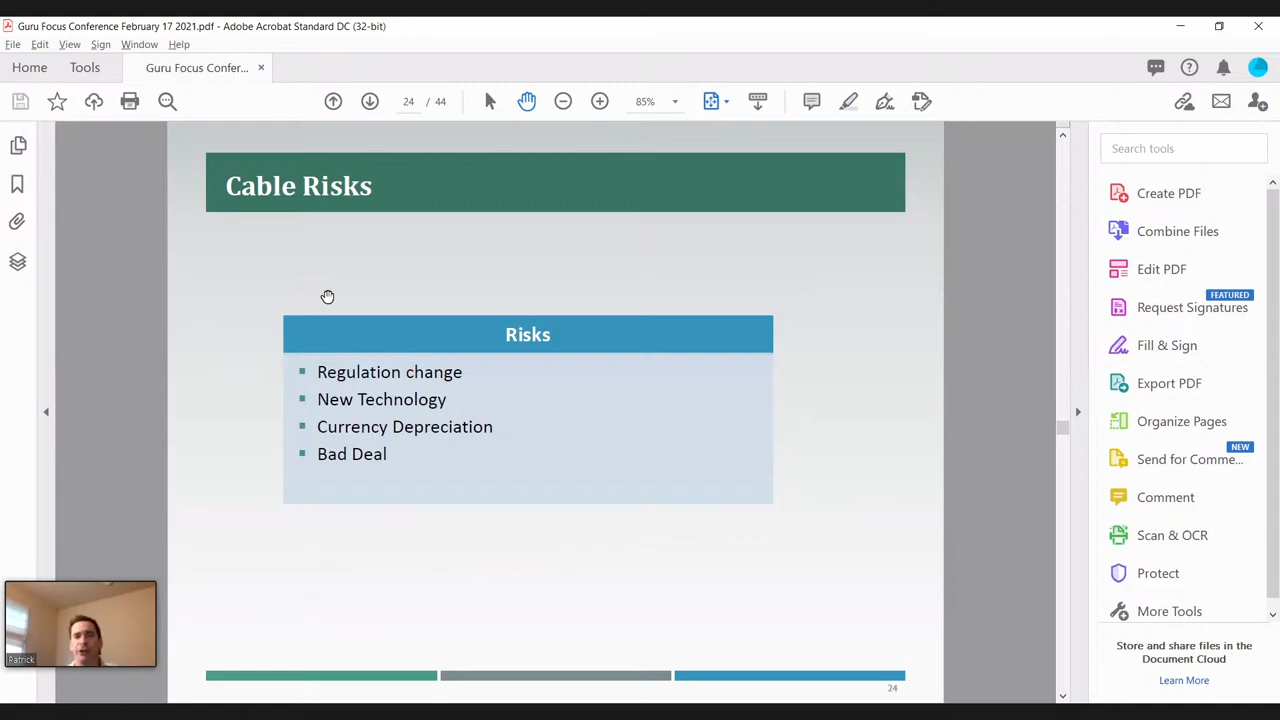 Guru Focus Conference February 17 2021.pdf - Adobe Acrobat Standard DC (32-bit)
File Edit View Sign Window Help
Home Tools Guru Focus Confer... ×
24 / 44 85%
Cable Risks
Risks
Regulation change
New Technology
Currency Depreciation
Bad Deal
24
Patrick
Search tools
Create PDF
Combine Files
Edit PDF
FEATURED
Request Signatures
Fill & Sign
Export PDF
Organize Pages
NEW
Send for Comme...
Comment
Scan & OCR
Protect
More Tools
Store and share files in the
Document Cloud
Learn More